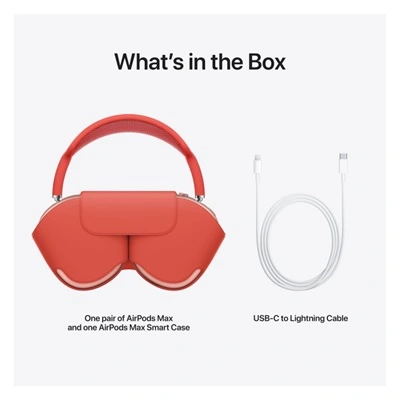 What's in the Box
One pair of AirPods Max
and one AirPods Max Smart Case
USB-C to Lightning Cable